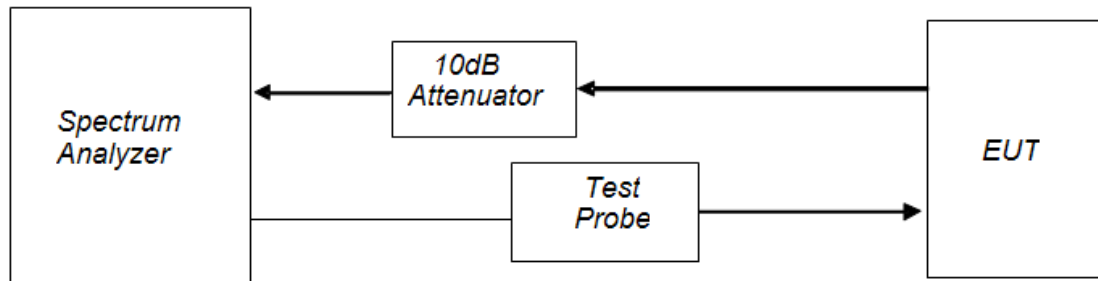 10dB
Attenuator
Spectrum
Analyzer
EUT
Test
Probe